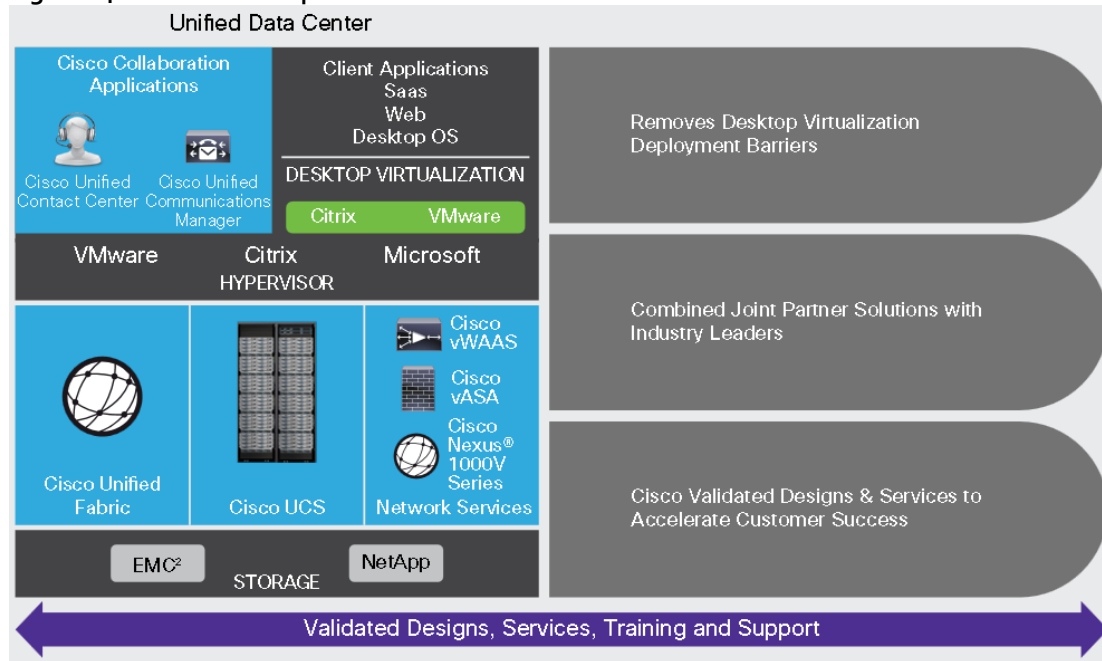 Unified Data Center
Cisco Collaboration
Applications
Cisco Unified
Contact Center
Cisco Unified
Communications
Manager
Client Applications
Saas
Web
Desktop OS
DESKTOP VIRTUALIZATION
Citrix VMware
VMware Citrix Microsoft
HYPERVISOR
Cisco Unified
Fabric
Cisco UCS
Cisco
vWAAS
Cisco
vASA
Cisco
Nexus®
1000V
Series
Network Services
EMC² NetApp
STORAGE
Removes Desktop Virtualization
Deployment Barriers
Combined Joint Partner Solutions with
Industry Leaders
Cisco Validated Designs & Services to
Accelerate Customer Success
Validated Designs, Services, Training and Support